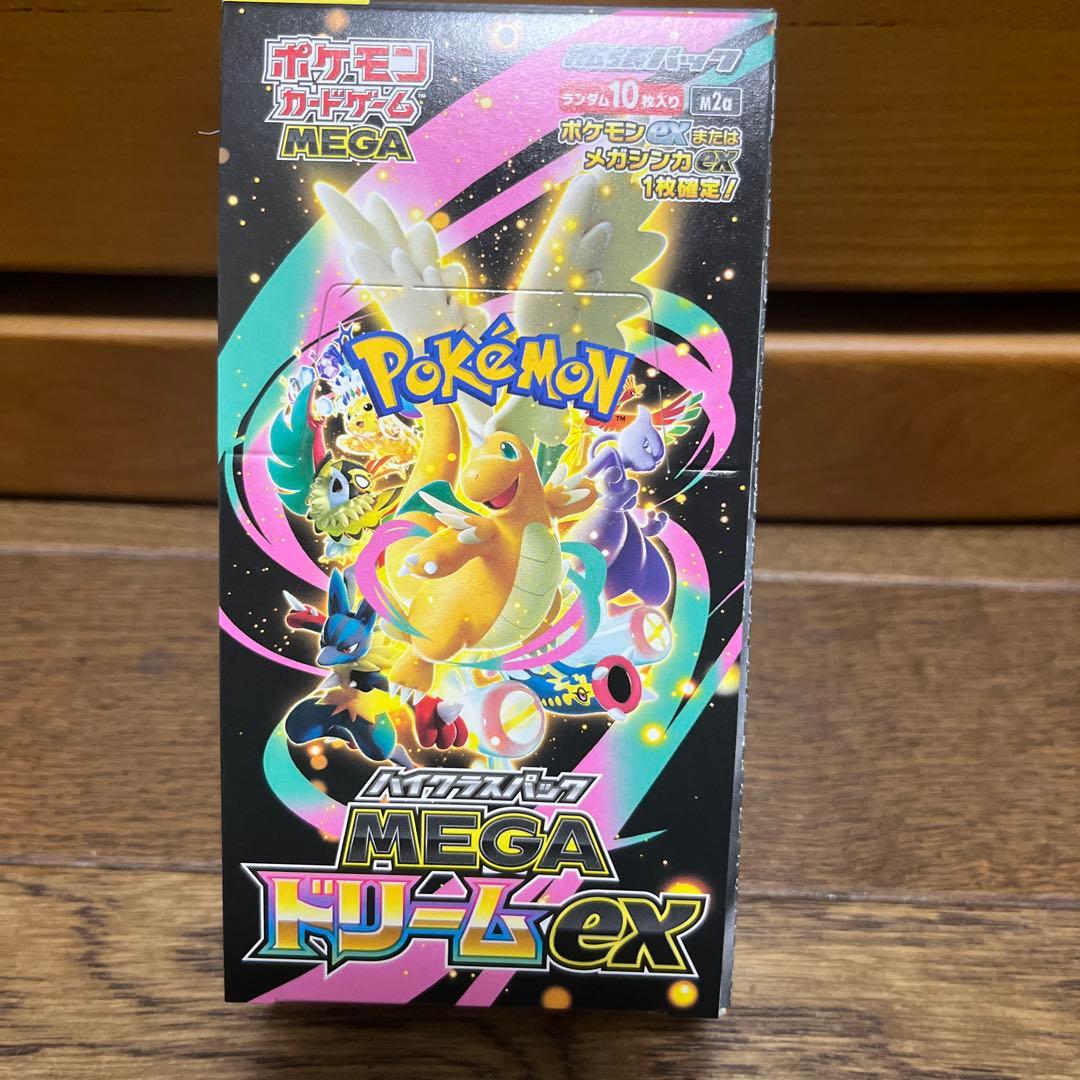 ポケモン
カードゲーム
MEGA
拡張パック
ランダム10枚入り M2a
ポケモンexまたは
メガシンカex
1枚確定!
POKéMON
TM
ハイクラスパック
MEGA
ドリームex